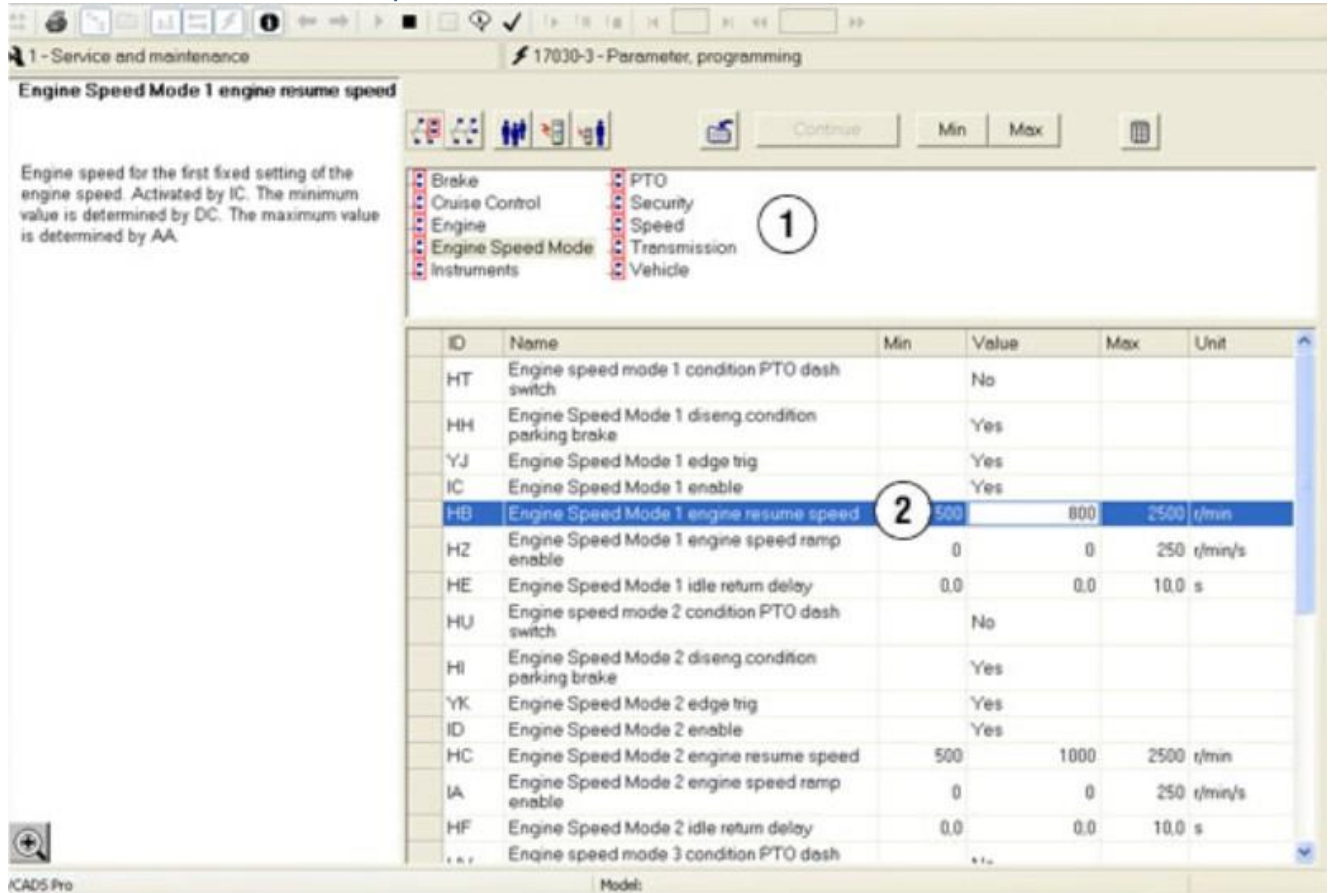 1 - Service and maintenance
17030-3 - Parameter, programming
Engine Speed Mode 1 engine resume speed
Engine speed for the first fixed setting of the
engine speed. Activated by IC. The minimum
value is determined by DC. The maximum value
is determined by AA.
Continue
Min
Max
Brake
Cruise Control
Engine
Engine Speed Mode
Instruments
PTO
Security
Speed
Transmission
Vehicle
1
ID Name Min Value Max Unit
HT Engine speed mode 1 condition PTO dash
switch No
HH Engine Speed Mode 1 diseng.condition
parking brake Yes
YJ Engine Speed Mode 1 edge trig Yes
IC Engine Speed Mode 1 enable Yes
HB Engine Speed Mode 1 engine resume speed 2 500 800 2500 r/min
HZ Engine Speed Mode 1 engine speed ramp
enable 0 0 250 r/min/s
HE Engine Speed Mode 1 idle return delay 0,0 0,0 10,0 s
HU Engine speed mode 2 condition PTO dash
switch No
HI Engine Speed Mode 2 diseng.condition
parking brake Yes
YK Engine Speed Mode 2 edge trig Yes
ID Engine Speed Mode 2 enable Yes
HC Engine Speed Mode 2 engine resume speed 500 1000 2500 r/min
IA Engine Speed Mode 2 engine speed ramp
enable 0 0 250 r/min/s
HF Engine Speed Mode 2 idle return delay 0,0 0,0 10,0 s
Engine speed mode 3 condition PTO dash
/CADS Pro
Model: